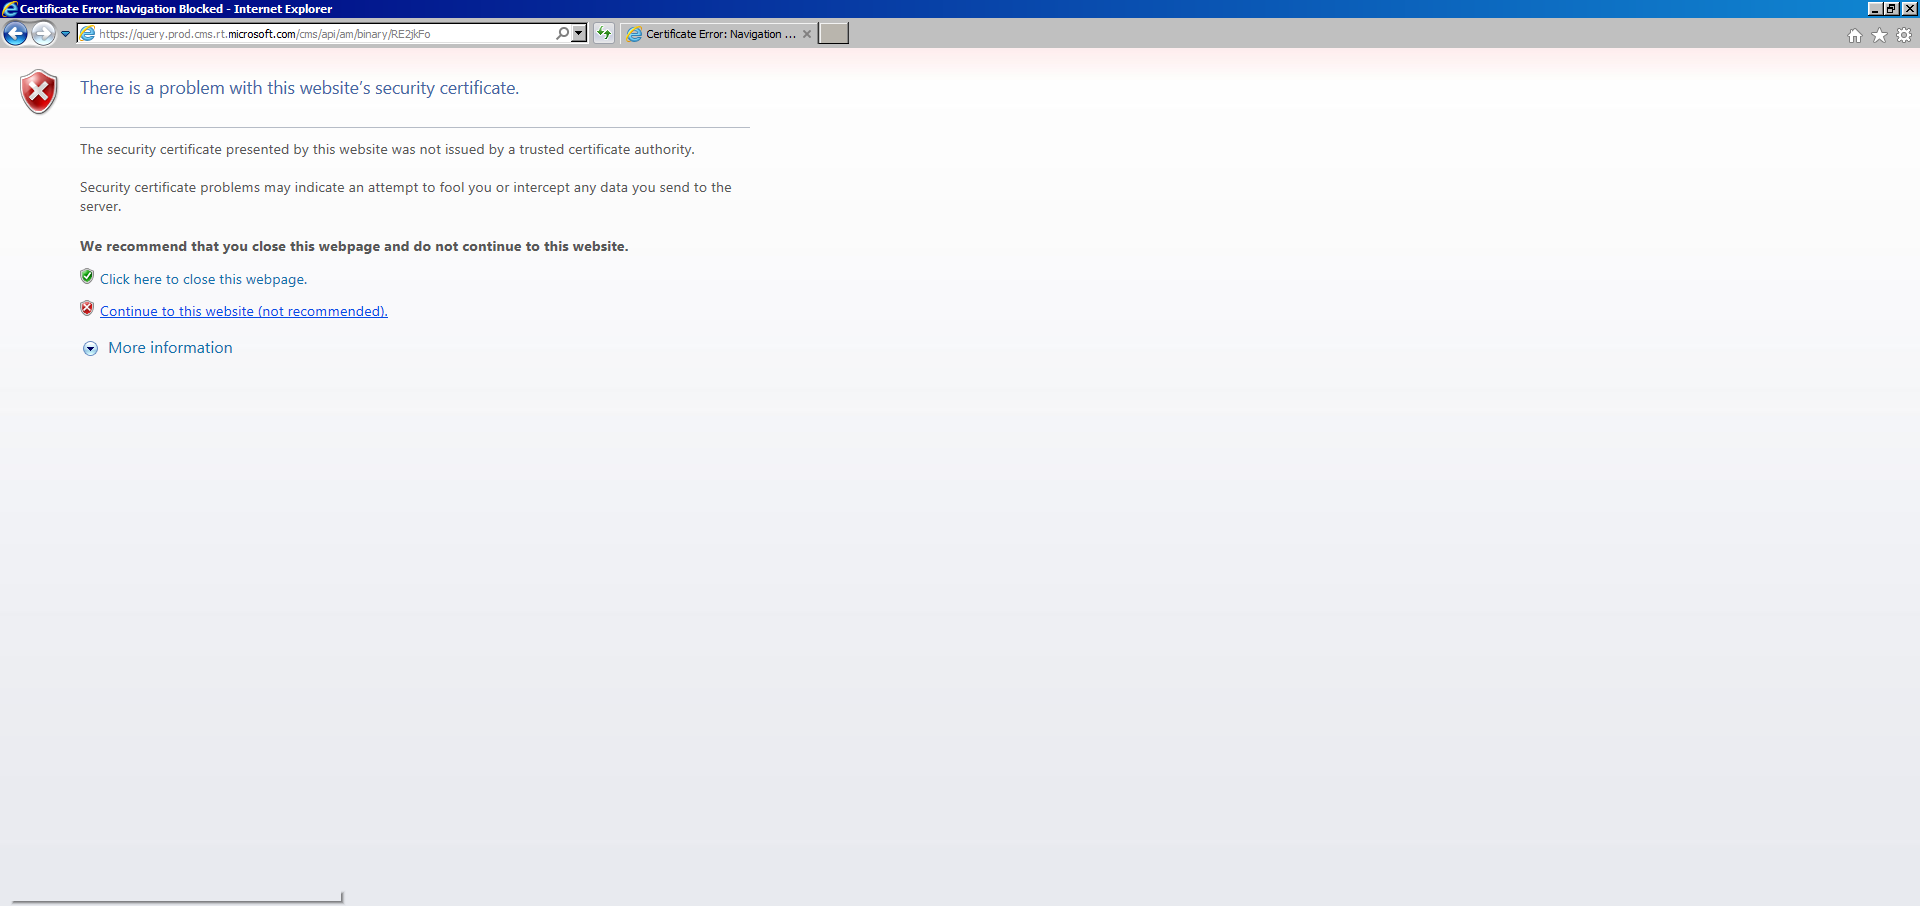 Certificate Error: Navigation Blocked - Internet Explorer
https://query.prod.cms.rt.microsoft.com/cms/api/am/binary/RE2jkFo
Certificate Error: Navigation ...
There is a problem with this website's security certificate.
The security certificate presented by this website was not issued by a trusted certificate authority.
Security certificate problems may indicate an attempt to fool you or intercept any data you send to the
server.
We recommend that you close this webpage and do not continue to this website.
Click here to close this webpage.
Continue to this website (not recommended).
More information